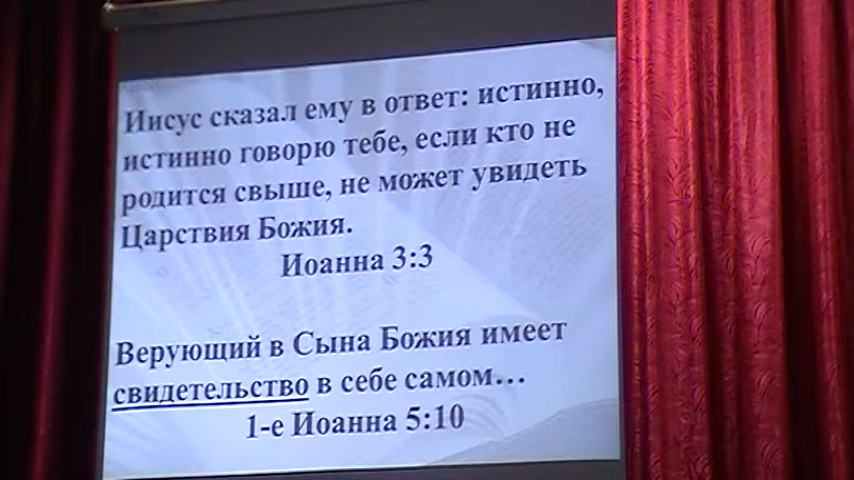 Иисус сказал ему в ответ: истинно,
истинно говорю тебе, если кто не
родится свыше, не может увидеть
Царствия Божия.
Иоанна 3:3
Верующий в Сына Божия имеет
свидетельство в себе самом...
1-е Иоанна 5:10